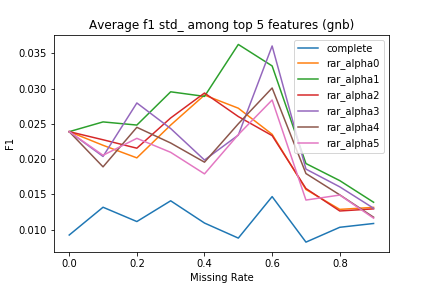 Average f1 std_ among top 5 features (gnb)
complete
rar_alpha0
rar_alpha1
rar_alpha2
rar_alpha3
rar_alpha4
rar_alpha5
F1
0.035
0.030
0.025
0.020
0.015
0.010
0.0 0.2 0.4 0.6 0.8
Missing Rate